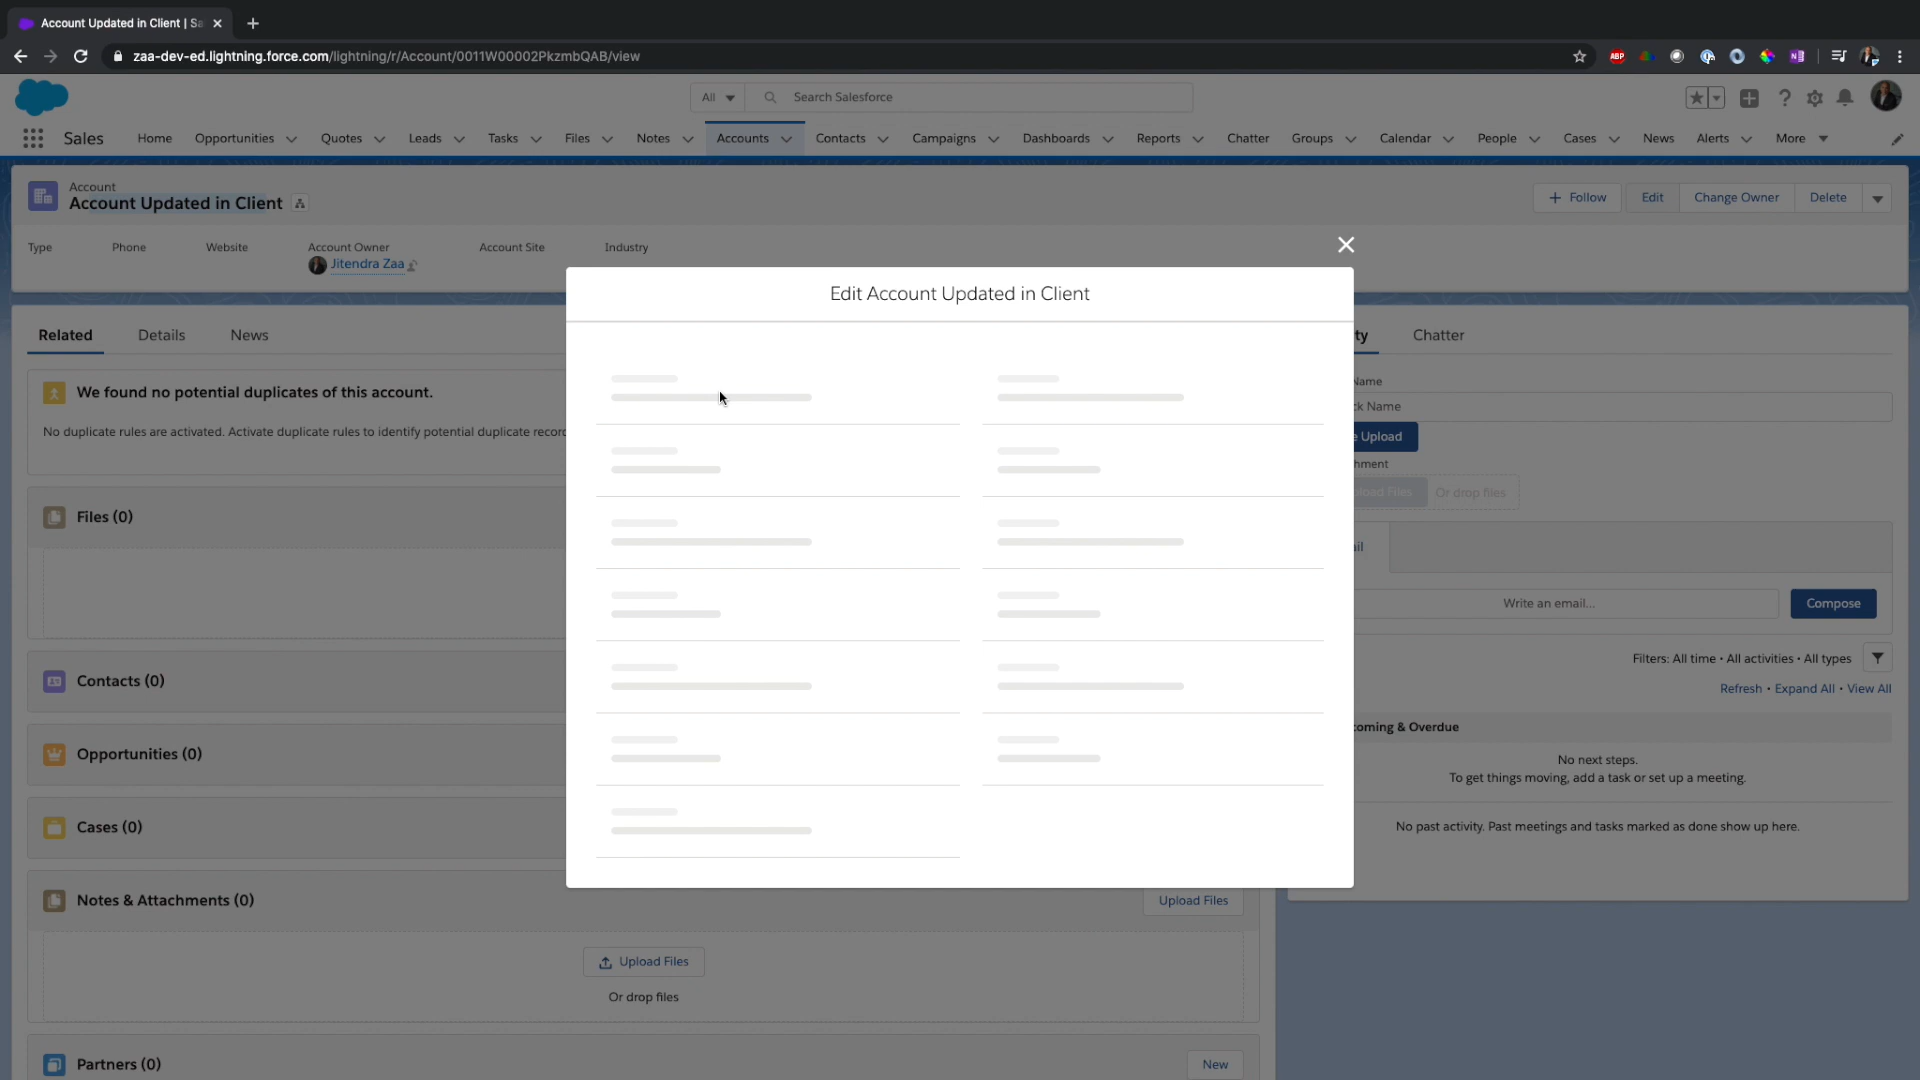 Account Updated in Client | Sa
zaa-dev-ed.lightning.force.com/lightning/r/Account/0011W00002PkzmbQAB/view
ABP
All
Search Salesforce
Sales Home Opportunities Quotes Leads Tasks Files Notes Accounts Contacts Campaigns Dashboards Reports Chatter Groups Calendar People Cases News Alerts More
Account
Account Updated in Client
+ Follow Edit Change Owner Delete
Type Phone Website Account Owner Account Site Industry
Jitendra Zaa
Edit Account Updated in Client
Related Details News
ty Chatter
We found no potential duplicates of this account.
No duplicate rules are activated. Activate duplicate rules to identify potential duplicate recor
Name
ck Name
e Upload
hment
load Files Or drop files
Files (0)
ail
Write an email...
Compose
Filters: All time • All activities • All types
Refresh • Expand All • View All
Contacts (0)
coming & Overdue
No next steps.
To get things moving, add a task or set up a meeting.
Opportunities (0)
Cases (0)
No past activity. Past meetings and tasks marked as done show up here.
Notes & Attachments (0)
Upload Files
Upload Files
Or drop files
Partners (0)
New